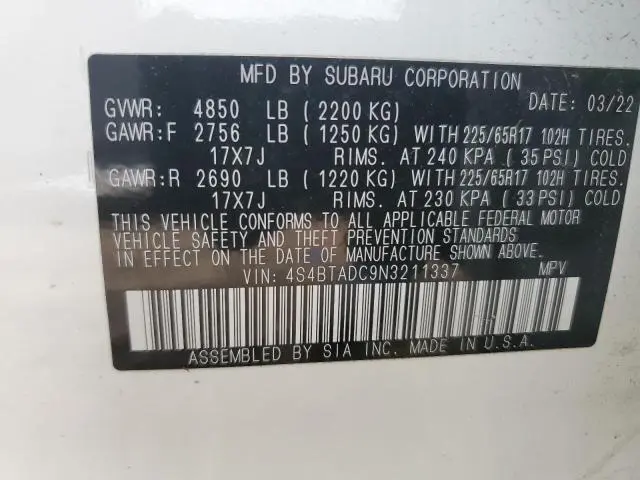 MFD BY SUBARU CORPORATION
DATE: 03/22
GVWR: 4850 LB (2200 KG)
GAWR:F 2756 LB (1250 KG) WITH 225/65R17 102H TIRES.
17X7J RIMS. AT 240 KPA (35 PSI) COLD
GAWR:R 2690 LB (1220 KG) WITH 225/65R17 102H TIRES.
17X7J RIMS. AT 230 KPA (33 PSI) COLD
THIS VEHICLE CONFORMS TO ALL APPLICABLE FEDERAL MOTOR
VEHICLE SAFETY AND THEFT PREVENTION STANDARDS IN
EFFECT ON THE DATE OF MANUFACTURE SHOWN ABOVE.
VIN: 4S4BTADC9N3211337 MPV
ASSEMBLED BY SIA INC. MADE IN U.S.A.